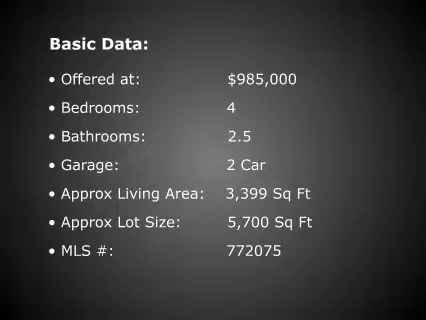 Basic Data:
• Offered at: $985,000
• Bedrooms: 4
• Bathrooms: 2.5
• Garage: 2 Car
• Approx Living Area: 3,399 Sq Ft
• Approx Lot Size: 5,700 Sq Ft
• MLS #: 772075